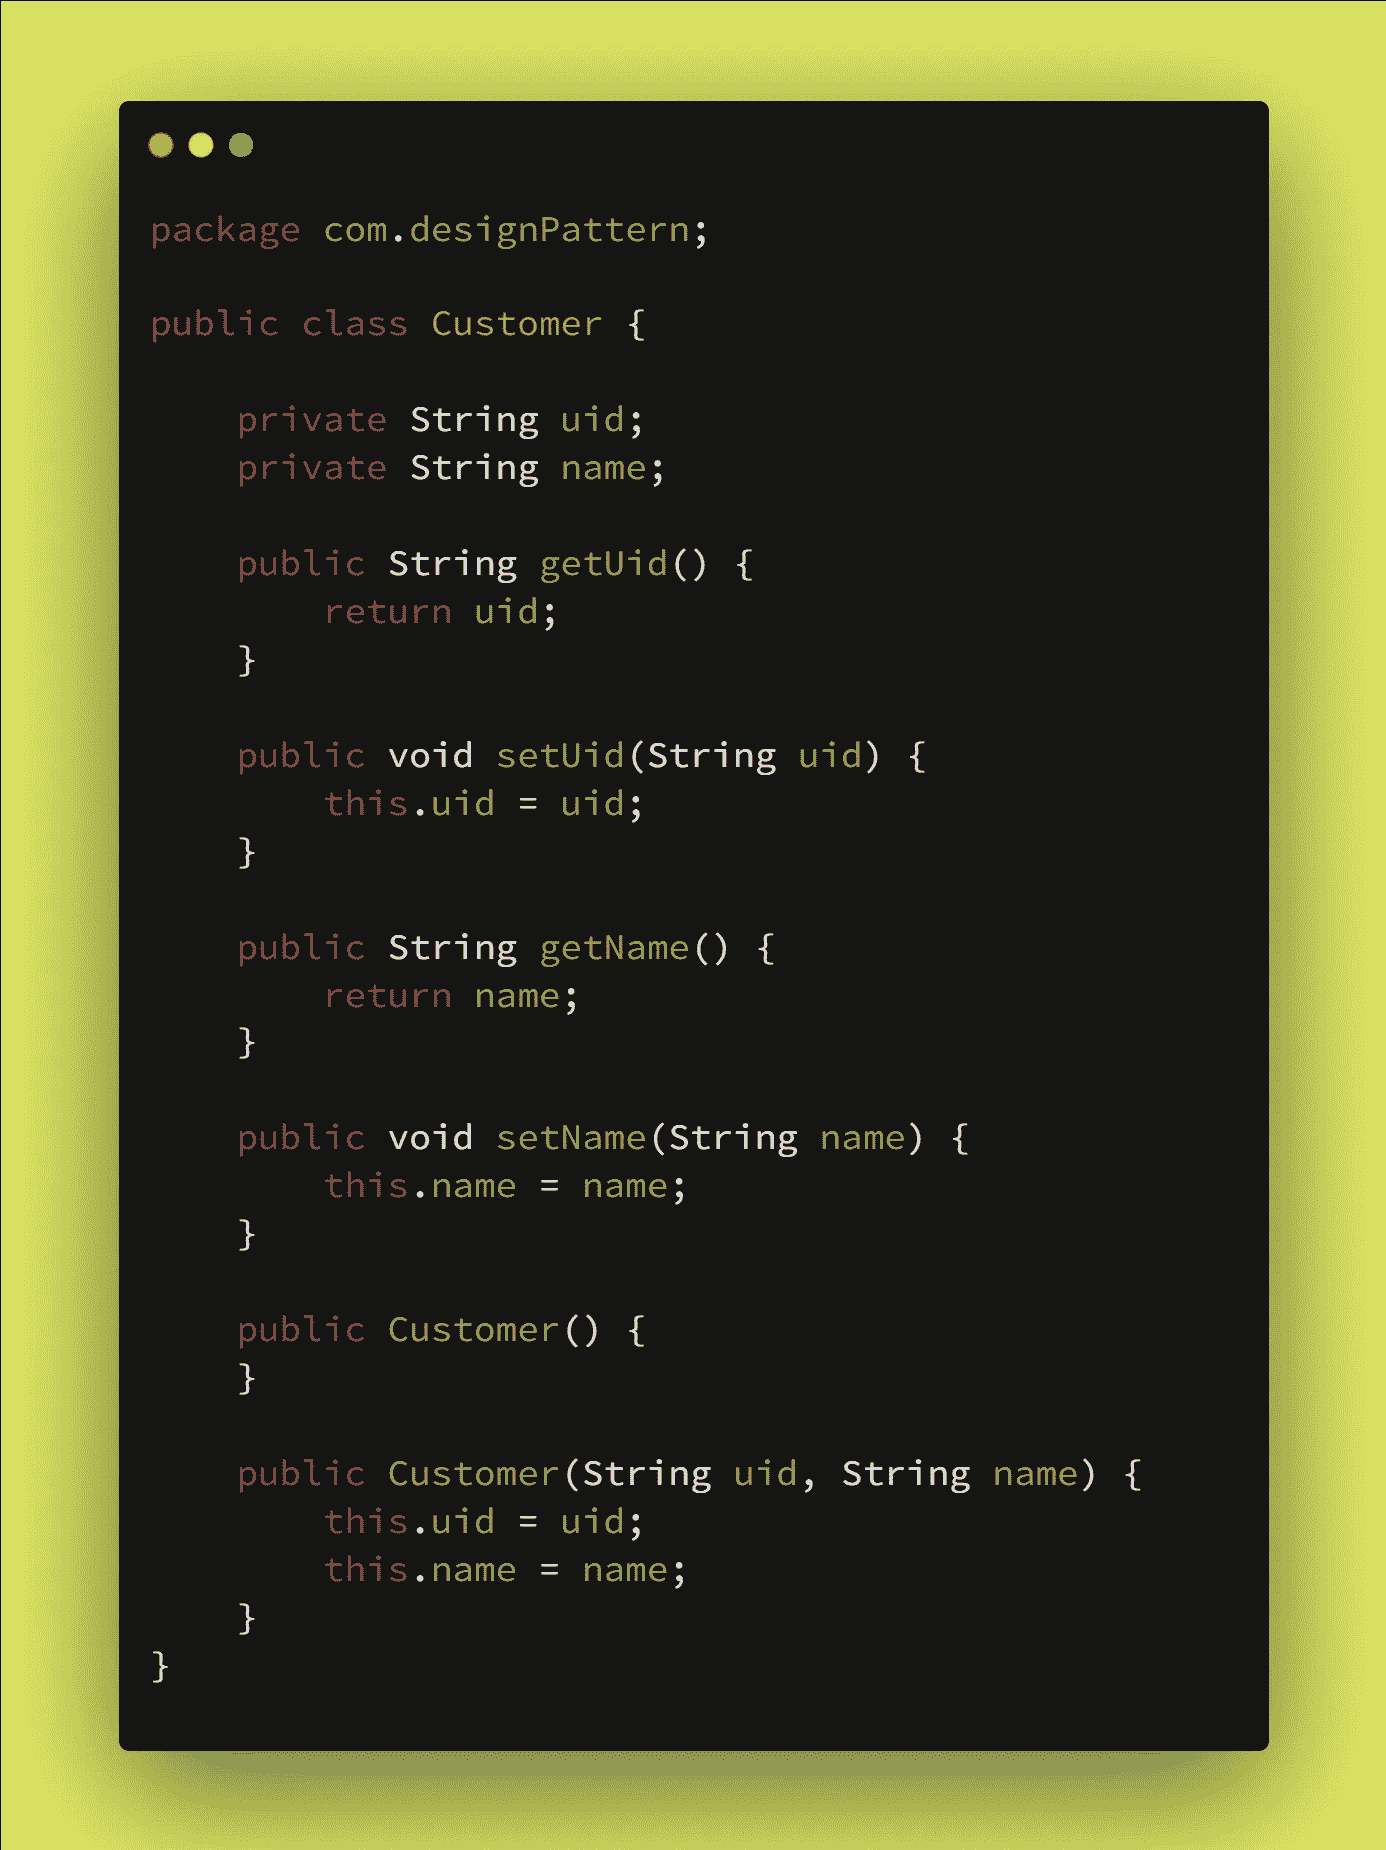 package com.designPattern;
public class Customer {
private String uid;
private String name;
public String getUid() {
return uid;
}
public void setUid(String uid) {
this.uid = uid;
}
public String getName() {
return name;
}
public void setName(String name) {
this.name = name;
}
public Customer() {
}
public Customer(String uid, String name) {
this.uid = uid;
this.name = name;
}
}